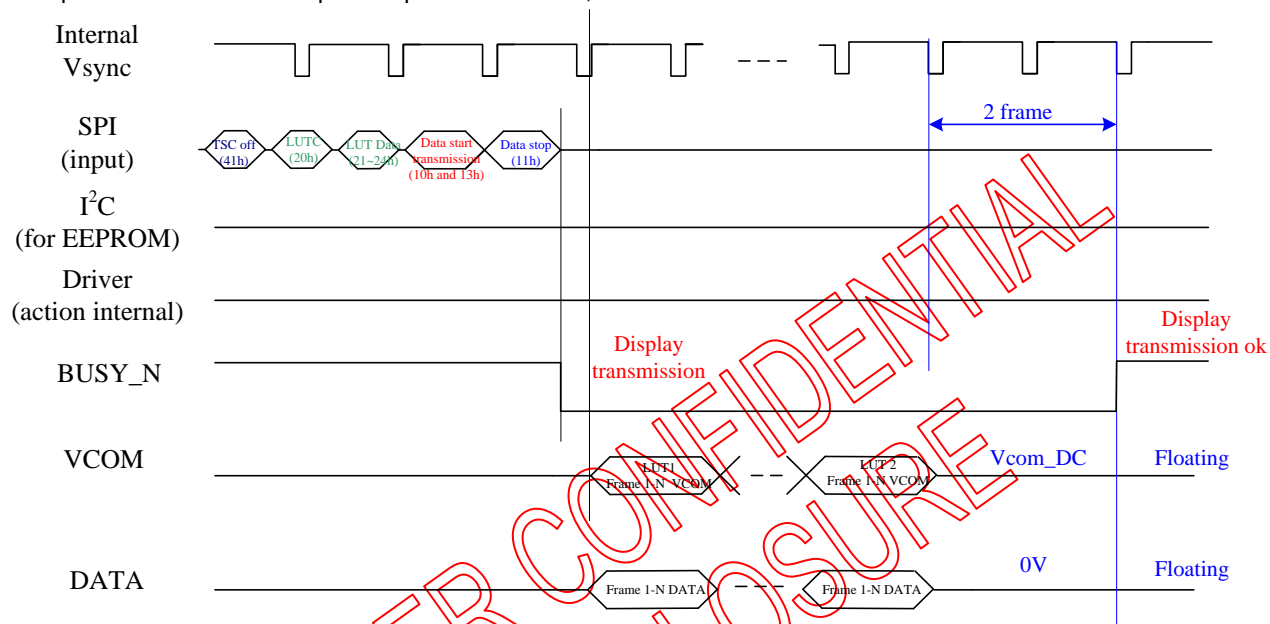 Internal
Vsync
2 frame
SPI
(input)
TSC off
(41h)
LUTC
(20h)
LUT Data
(21~24h)
Data start
transmission
(10h and 13h)
Data stop
(11h)
I²C
(for EEPROM)
Driver
(action internal)
BUSY_N
Display
transmission
Display
transmission ok
VCOM
LUT1
Frame 1-N VCOM
LUT 2
Frame 1-N VCOM
Vcom_DC
Floating
DATA
Frame 1-N DATA
Frame 1-N DATA
0V
Floating
CONFIDENTIAL